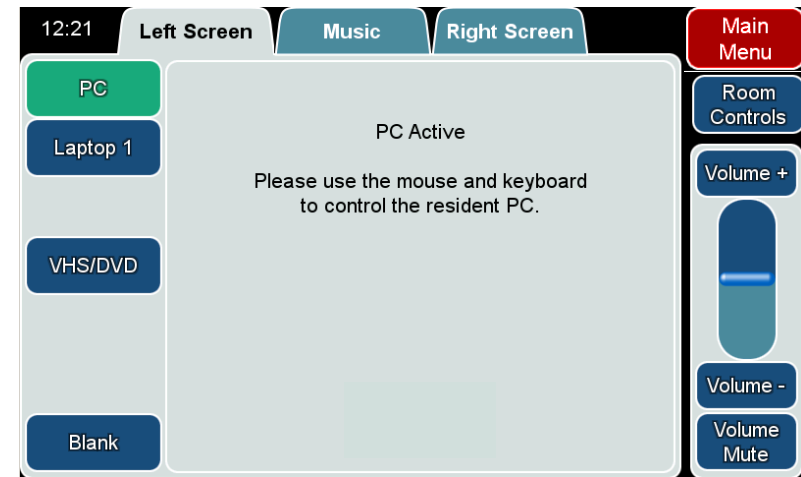 12:21
Left Screen
Music
Right Screen
Main
Menu
PC
Laptop 1
VHS/DVD
Blank
PC Active
Please use the mouse and keyboard
to control the resident PC.
Room
Controls
Volume +
Volume -
Volume
Mute